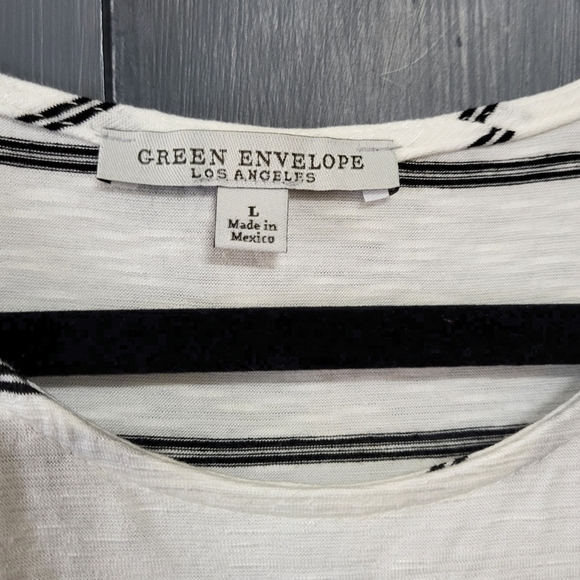 GREEN ENVELOPE
LOS ANGELES
L
Made in
Mexico